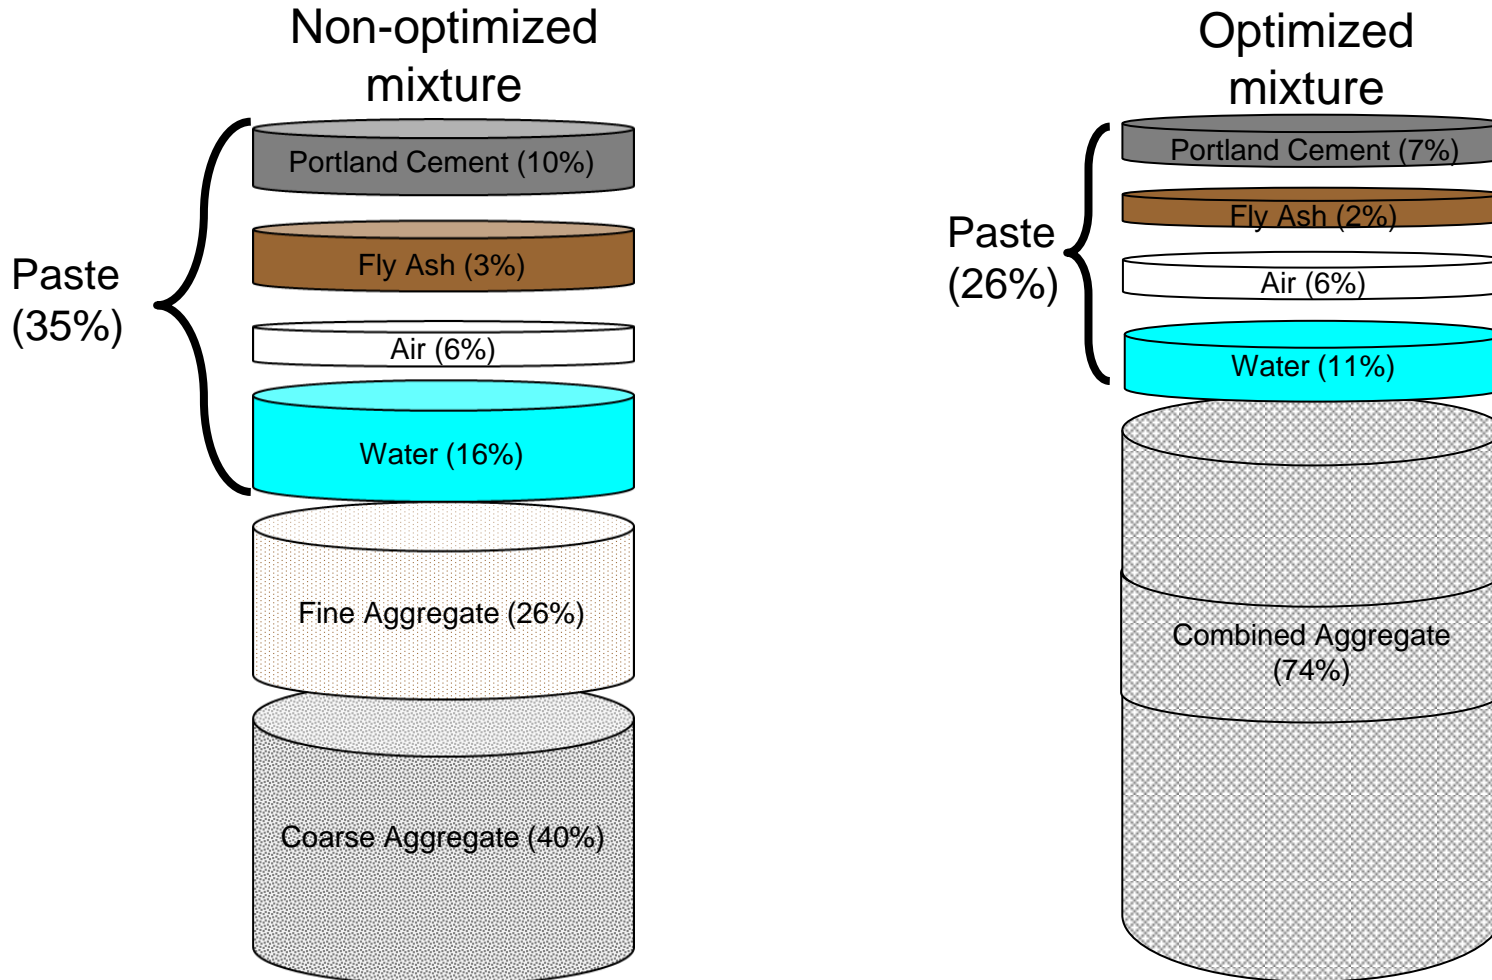 Non-optimized
mixture
Portland Cement (10%)
Fly Ash (3%)
Air (6%)
Water (16%)
Paste
(35%)
Fine Aggregate (26%)
Coarse Aggregate (40%)
Optimized
mixture
Portland Cement (7%)
Fly Ash (2%)
Air (6%)
Water (11%)
Paste
(26%)
Combined Aggregate
(74%)